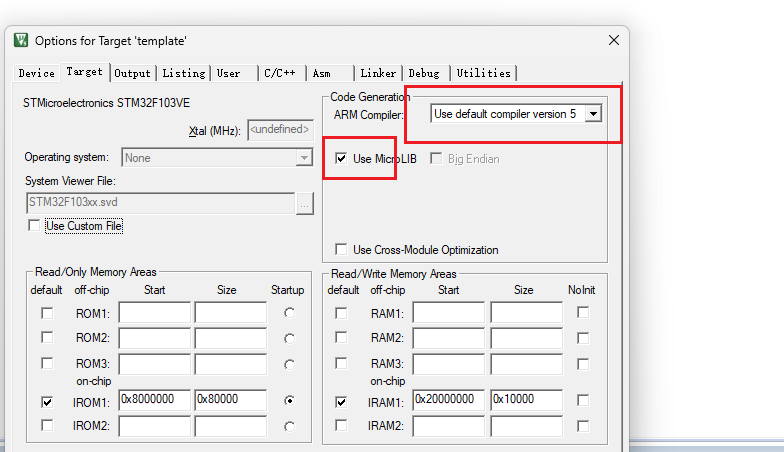 Options for Target 'template'
Device Target Output Listing User C/C++ Asm Linker Debug Utilities
STMicroelectronics STM32F103VE
Xtal (MHz): <undefined>
Operating system: None
System Viewer File:
STM32F103xx.svd ...
Use Custom File
Code Generation
ARM Compiler: Use default compiler version 5
Use MicroLIB Big Endian
Use Cross-Module Optimization
Read/Only Memory Areas
default off-chip Start Size Startup
ROM1:
ROM2:
ROM3:
on-chip
IROM1: 0x8000000 0x80000
IROM2:
Read/Write Memory Areas
default off-chip Start Size NoInit
RAM1:
RAM2:
RAM3:
on-chip
IRAM1: 0x20000000 0x10000
IRAM2: